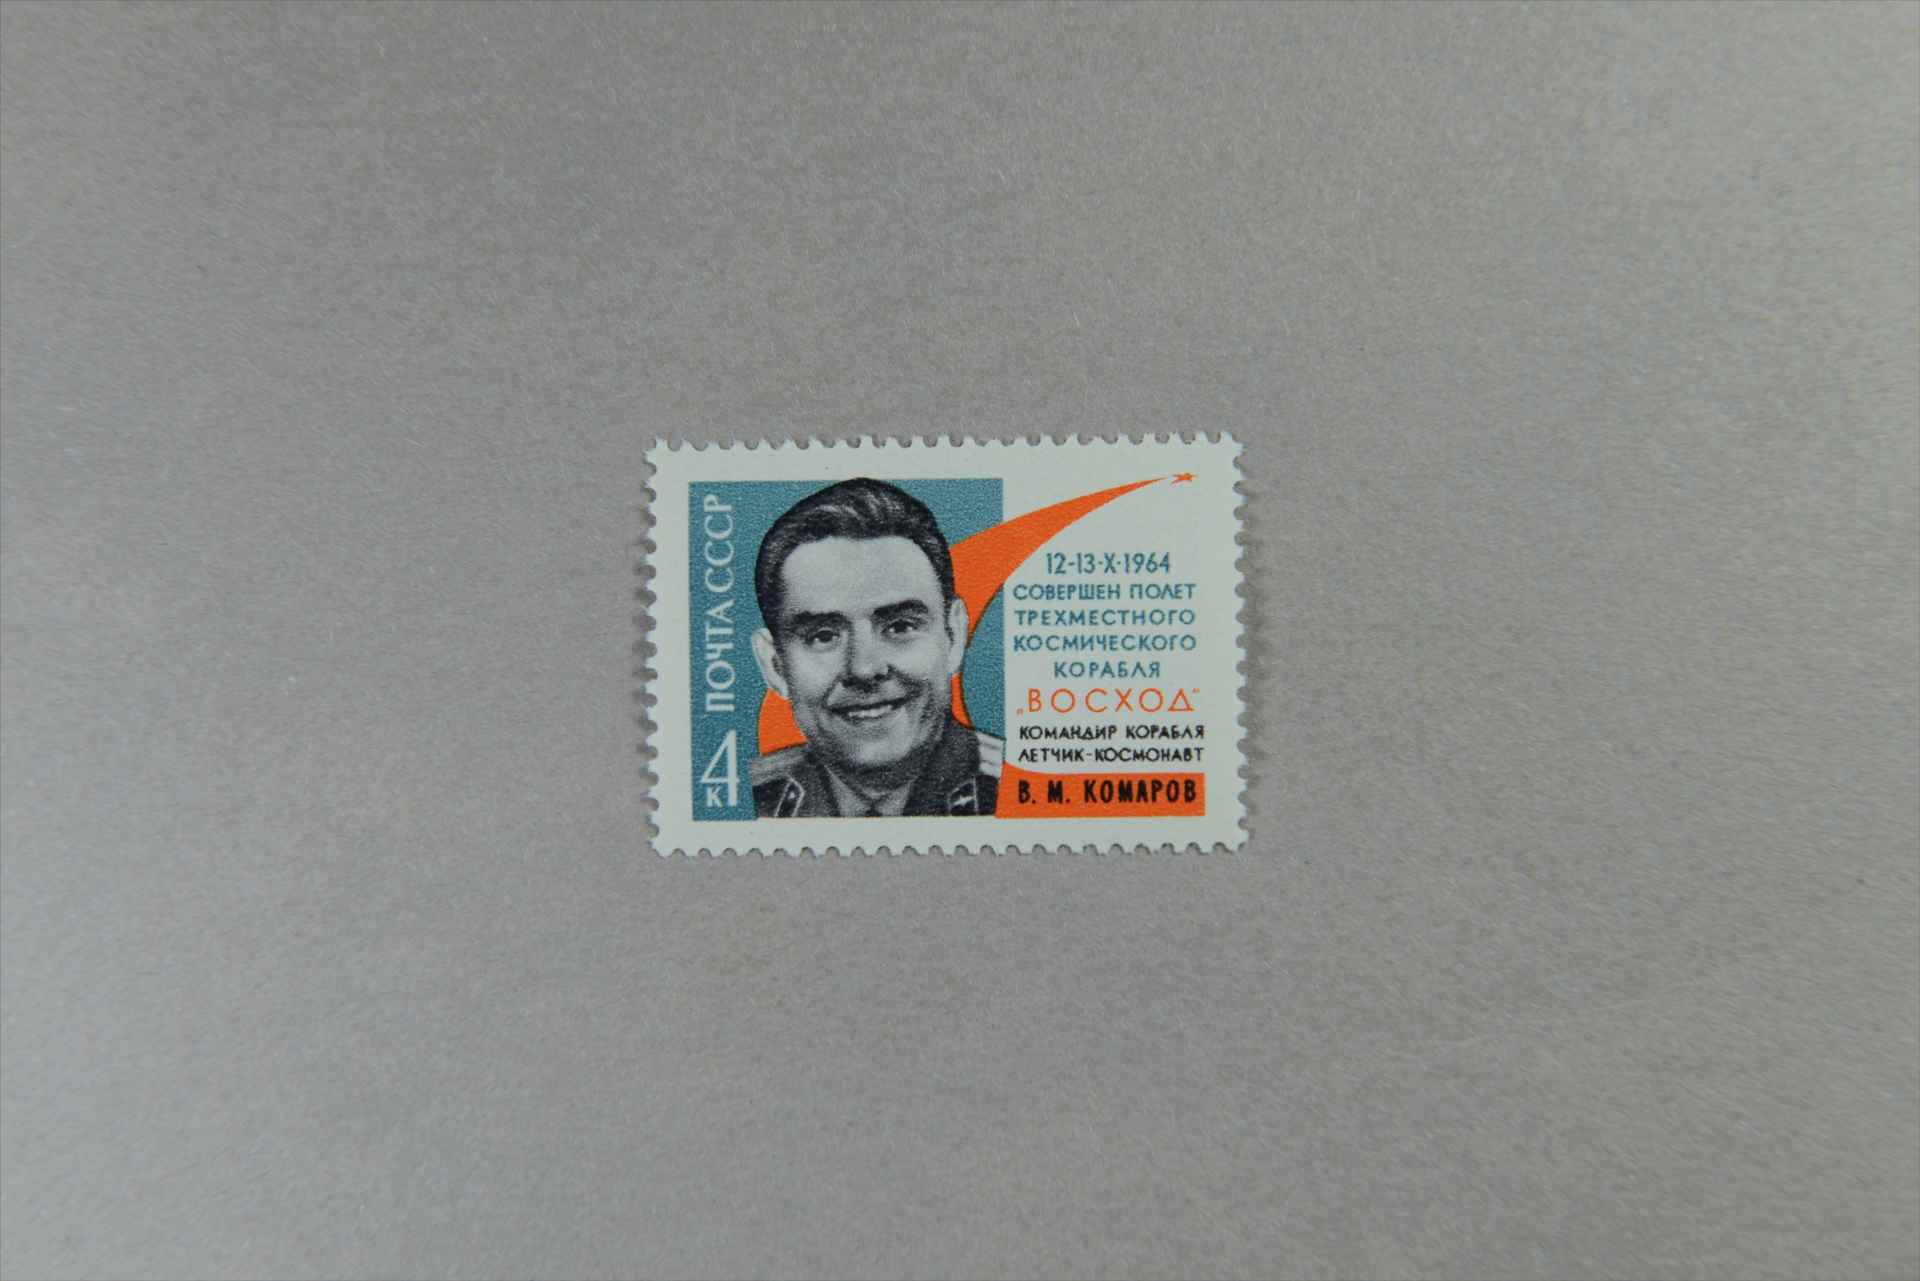 ПОЧТА СССР
4 к
12-13·X·1964
СОВЕРШЕН ПОЛЕТ
ТРЕХМЕСТНОГО
КОСМИЧЕСКОГО
КОРАБЛЯ
„ВОСХОД“
КОМАНДИР КОРАБЛЯ
ЛЕТЧИК-КОСМОНАВТ
В. М. КОМАРОВ